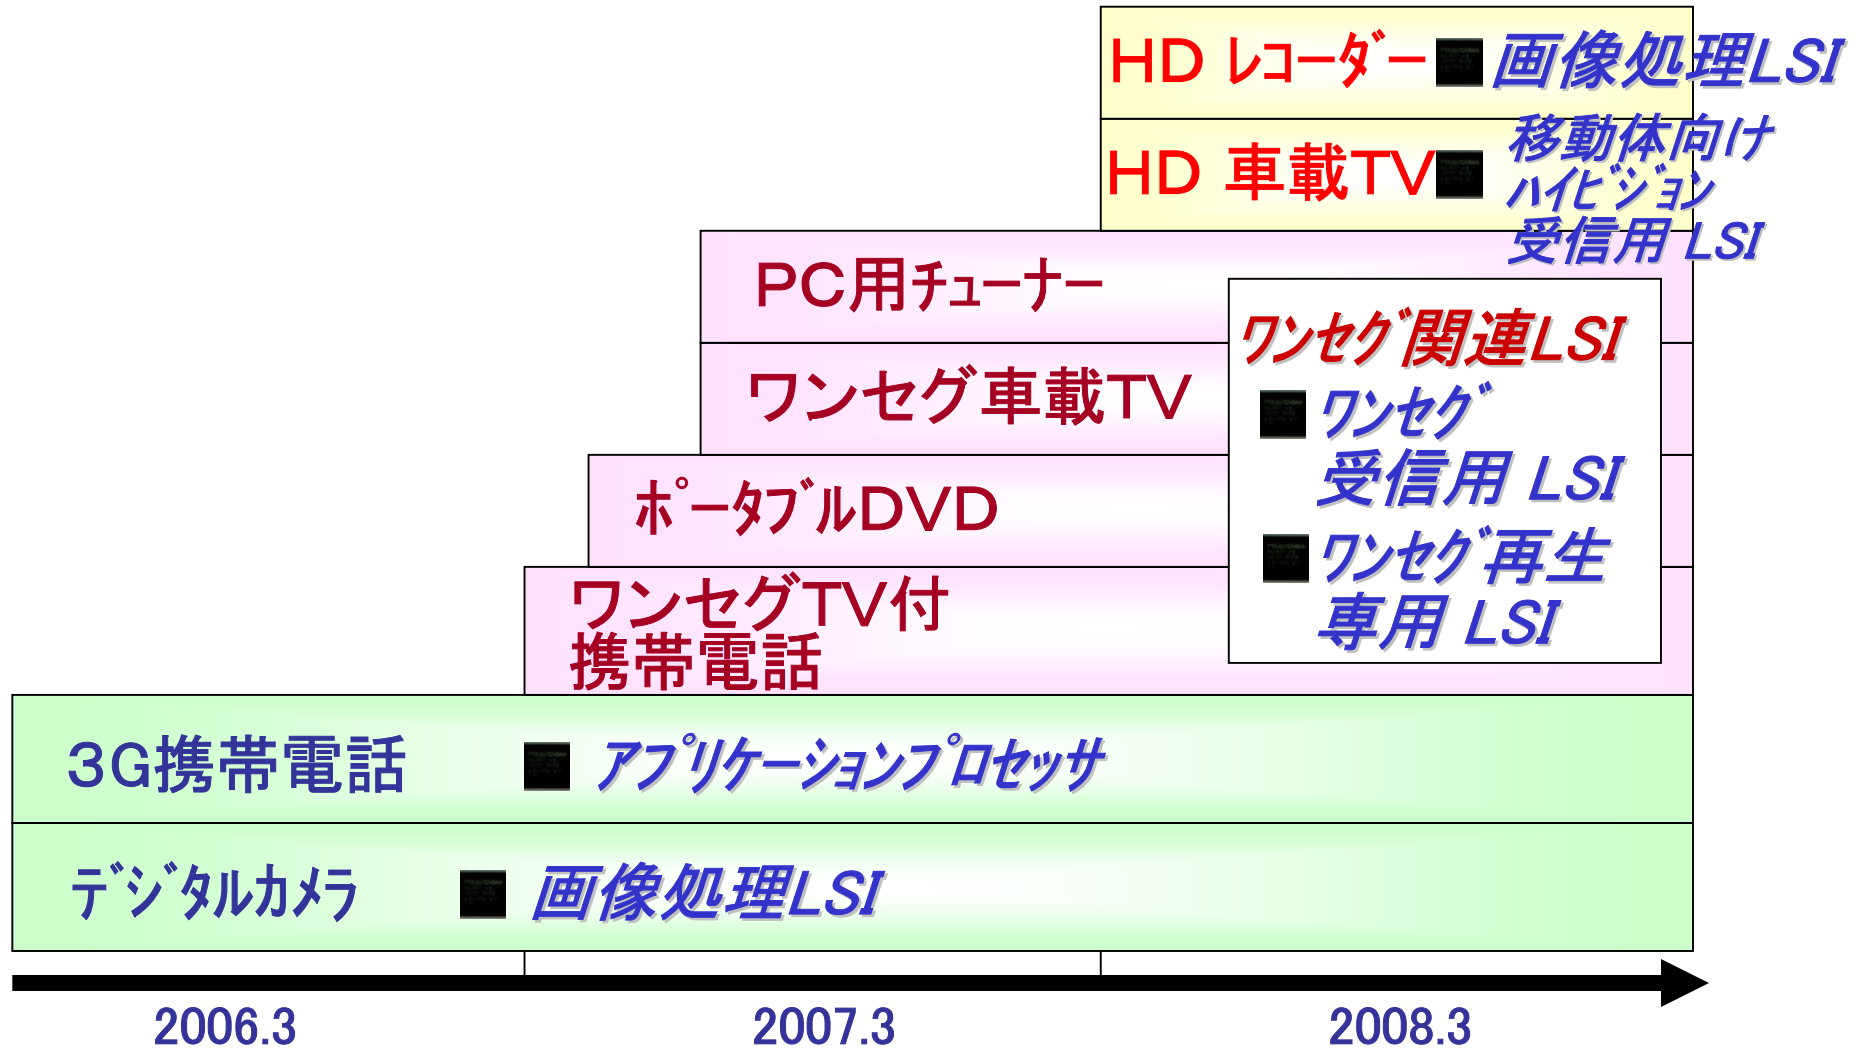 HD ﾚｺｰﾀﾞｰ 画像処理LSI
HD 車載TV
移動体向け
ﾊｲﾋﾞｼﾞｮﾝ
受信用 LSI
PC用ﾁｭｰﾅｰ
ワンセグ車載TV
ﾎﾟｰﾀﾌﾞﾙDVD
ワンセグTV付
携帯電話
ﾜﾝｾｸﾞ関連LSI
ﾜﾝｾｸﾞ
受信用 LSI
ﾜﾝｾｸﾞ再生
専用 LSI
3G携帯電話 ｱﾌﾟﾘｹｰｼｮﾝﾌﾟﾛｾｯｻ
ﾃﾞｼﾞﾀﾙｶﾒﾗ 画像処理LSI
2006.3 2007.3 2008.3